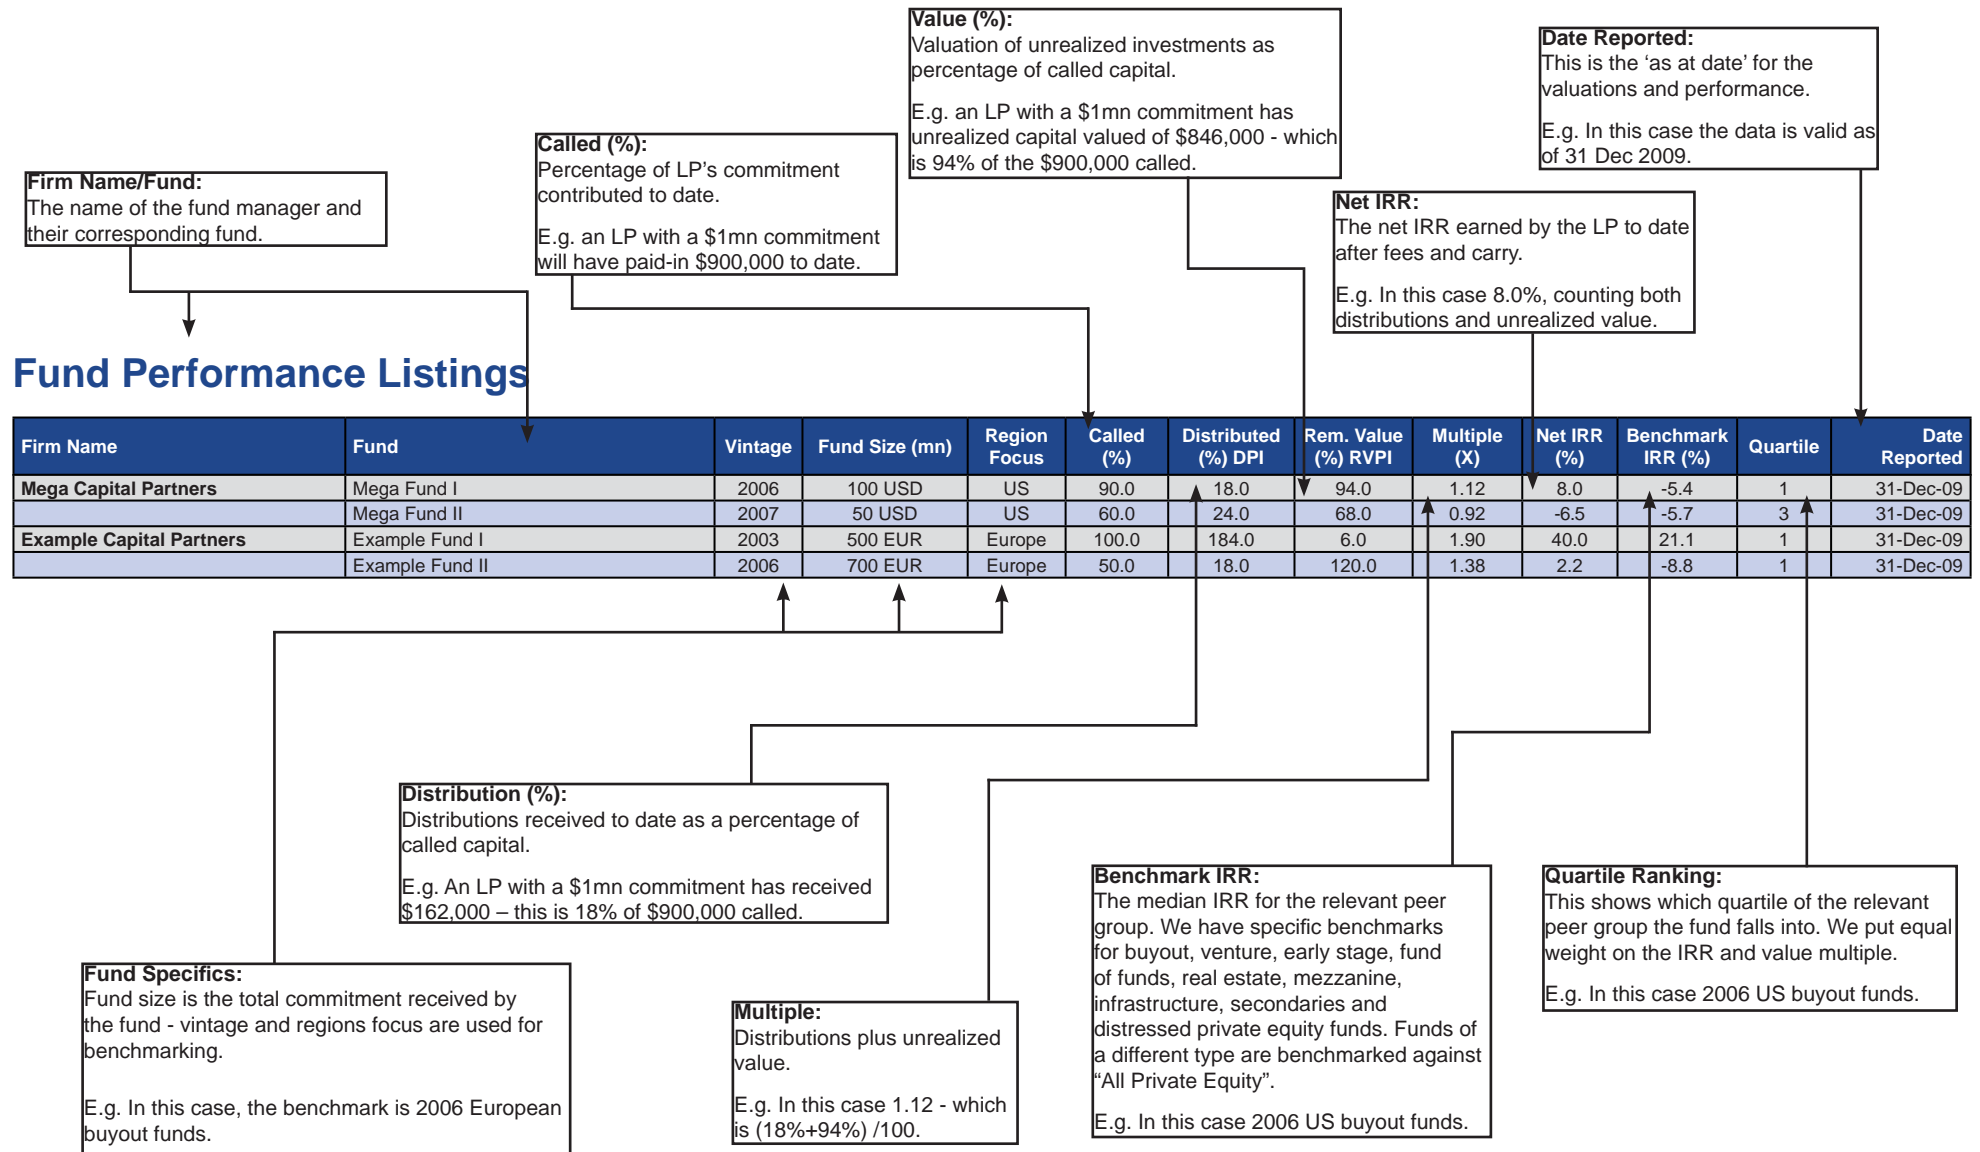 Value (%):
Valuation of unrealized investments as
percentage of called capital.
E.g. an LP with a $1mn commitment has
unrealized capital valued of $846,000 - which
is 94% of the $900,000 called.
Date Reported:
This is the ‘as at date’ for the
valuations and performance.
E.g. In this case the data is valid as
of 31 Dec 2009.
Called (%):
Percentage of LP’s commitment
contributed to date.
E.g. an LP with a $1mn commitment
will have paid-in $900,000 to date.
Firm Name/Fund:
The name of the fund manager and
their corresponding fund.
Net IRR:
The net IRR earned by the LP to date
after fees and carry.
E.g. In this case 8.0%, counting both
distributions and unrealized value.
Fund Performance Listings
Firm Name Fund Vintage Fund Size (mn) Region Focus Called (%) Distributed (%) DPI Rem. Value (%) RVPI Multiple (X) Net IRR (%) Benchmark IRR (%) Quartile Date Reported
Mega Capital Partners Mega Fund I 2006 100 USD US 90.0 18.0 94.0 1.12 8.0 -5.4 1 31-Dec-09
Mega Fund II 2007 50 USD US 60.0 24.0 68.0 0.92 -6.5 -5.7 3 31-Dec-09
Example Capital Partners Example Fund I 2003 500 EUR Europe 100.0 184.0 6.0 1.90 40.0 21.1 1 31-Dec-09
Example Fund II 2006 700 EUR Europe 50.0 18.0 120.0 1.38 2.2 -8.8 1 31-Dec-09
Distribution (%):
Distributions received to date as a percentage of
called capital.
E.g. An LP with a $1mn commitment has received
$162,000 – this is 18% of $900,000 called.
Fund Specifics:
Fund size is the total commitment received by
the fund - vintage and regions focus are used for
benchmarking.
E.g. In this case, the benchmark is 2006 European
buyout funds.
Multiple:
Distributions plus unrealized
value.
E.g. In this case 1.12 - which
is (18%+94%) /100.
Benchmark IRR:
The median IRR for the relevant peer
group. We have specific benchmarks
for buyout, venture, early stage, fund
of funds, real estate, mezzanine,
infrastructure, secondaries and
distressed private equity funds. Funds of
a different type are benchmarked against
“All Private Equity”.
E.g. In this case 2006 US buyout funds.
Quartile Ranking:
This shows which quartile of the relevant
peer group the fund falls into. We put equal
weight on the IRR and value multiple.
E.g. In this case 2006 US buyout funds.